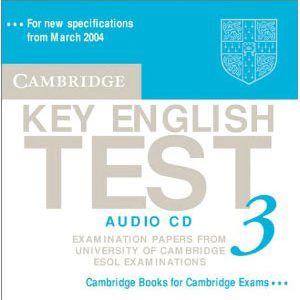 ••• For new specifications
from March 2004
CAMBRIDGE
KEY ENGLISH
TEST
3
AUDIO CD
EXAMINATION PAPERS FROM
UNIVERSITY OF CAMBRIDGE
ESOL EXAMINATIONS
Cambridge Books for Cambridge Exams •••